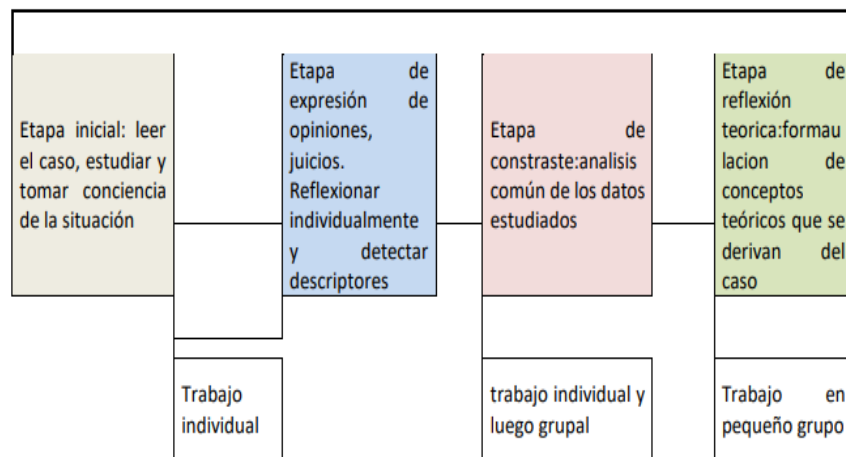 Etapa inicial: leer
el caso, estudiar y
tomar conciencia
de la situación
Etapa de
expresión de
opiniones,
juicios.
Reflexionar
individualmente
y detectar
descriptores
Etapa de
constraste:analisis
común de los datos
estudiados
Etapa de
reflexión
teorica:formau
lacion de
conceptos
teóricos que se
derivan del
caso
Trabajo
individual
trabajo individual y
luego grupal
Trabajo en
pequeño grupo